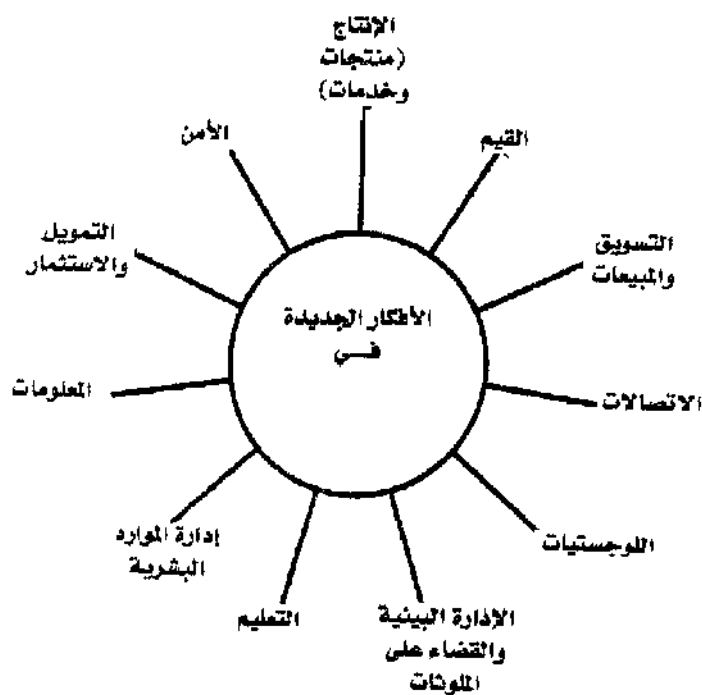 الإنتاج
(منتجات
وخدمات)
القيم
الأمن
التسويق
والمبيعات
التمويل
والاستثمار
الأفكار الجديدة
فـــي
الاتصالات
المعلومات
اللوجستيات
إدارة الموارد
البشرية
التعليم
الإدارة البيئية
والقضاء على
الملوثات